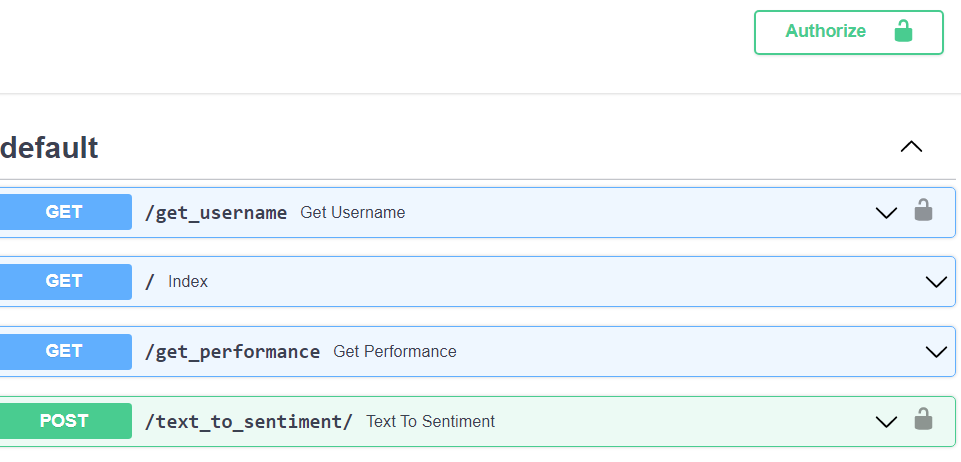 Authorize
default
GET /get_username Get Username
GET / Index
GET /get_performance Get Performance
POST /text_to_sentiment/ Text To Sentiment